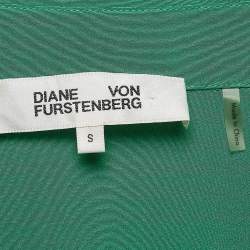 DIANE VON
FURSTENBERG
S
Made in China